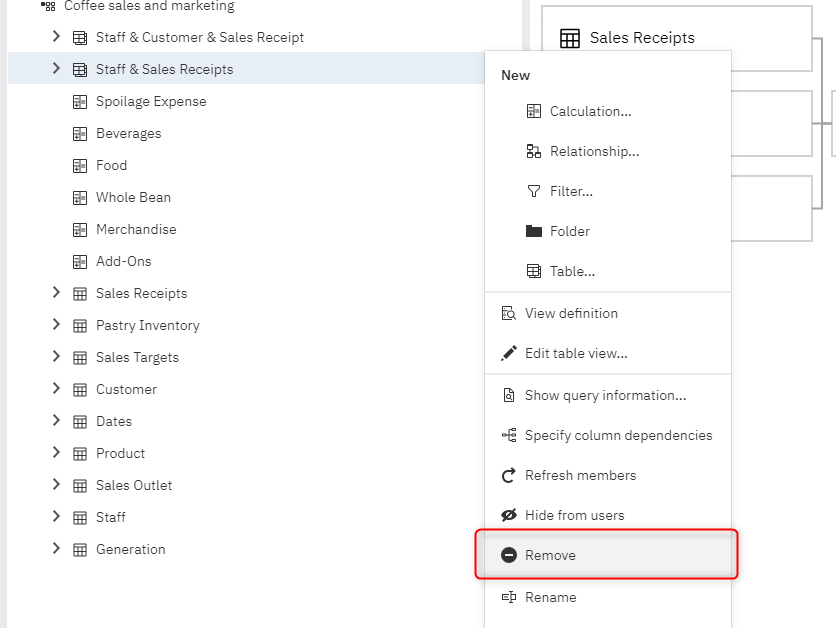 Coffee sales and marketing
Staff & Customer & Sales Receipt
Staff & Sales Receipts
Spoilage Expense
Beverages
Food
Whole Bean
Merchandise
Add-Ons
Sales Receipts
Pastry Inventory
Sales Targets
Customer
Dates
Product
Sales Outlet
Staff
Generation
Sales Receipts
New
Calculation...
Relationship...
Filter...
Folder
Table...
View definition
Edit table view...
Show query information...
Specify column dependencies
Refresh members
Hide from users
Remove
Rename